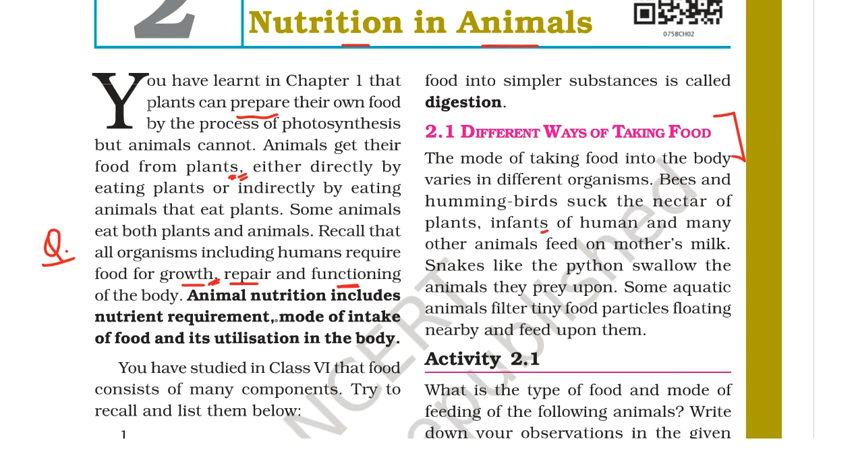 2
Nutrition in Animals
0758CH02
You have learnt in Chapter 1 that
plants can prepare their own food
by the process of photosynthesis
but animals cannot. Animals get their
food from plants, either directly by
eating plants or indirectly by eating
animals that eat plants. Some animals
eat both plants and animals. Recall that
Q.
all organisms including humans require
food for growth, repair and functioning
of the body. Animal nutrition includes
nutrient requirement, mode of intake
of food and its utilisation in the body.
You have studied in Class VI that food
consists of many components. Try to
recall and list them below:
1
food into simpler substances is called
digestion.
2.1 DIFFERENT WAYS OF TAKING FOOD
The mode of taking food into the body
varies in different organisms. Bees and
humming-birds suck the nectar of
plants, infants of human and many
other animals feed on mother's milk.
Snakes like the python swallow the
animals they prey upon. Some aquatic
animals filter tiny food particles floating
nearby and feed upon them.
Activity 2.1
What is the type of food and mode of
feeding of the following animals? Write
down your observations in the given
NCERT
republished